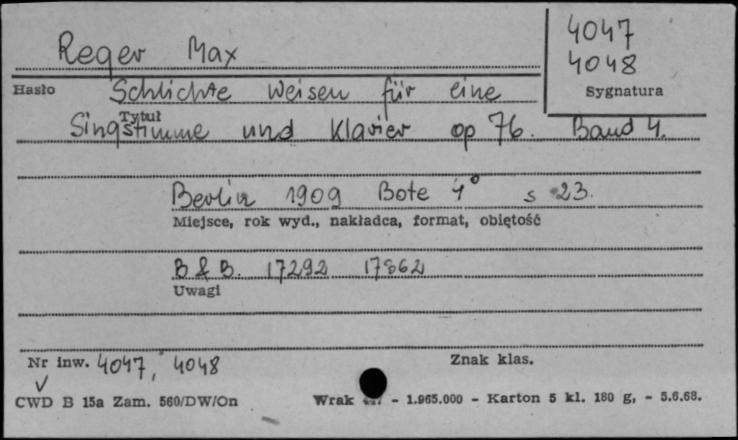 Reger Max
4047
4048
Hasło
Sygnatura
Schlichte Weisen für eine
Tytuł
Singstimme und Klavier op 76. Band 4.
Berlin 1909 Bote 4° s 23.
Miejsce, rok wyd., nakładca, format, obiętość
B & B. 17292 17562
Uwagi
Nr inw. 4047, 4048
Znak klas.
CWD B 15a Zam. 560/DW/On
Wrak - 1.965.000 - Karton 5 kl. 180 g, - 5.6.68.